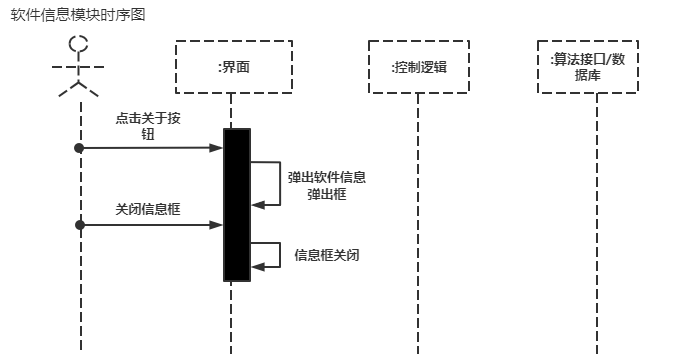 软件信息模块时序图
:界面
:控制逻辑
:算法接口/数
据库
点击关于按
钮
弹出软件信息
弹出框
关闭信息框
信息框关闭